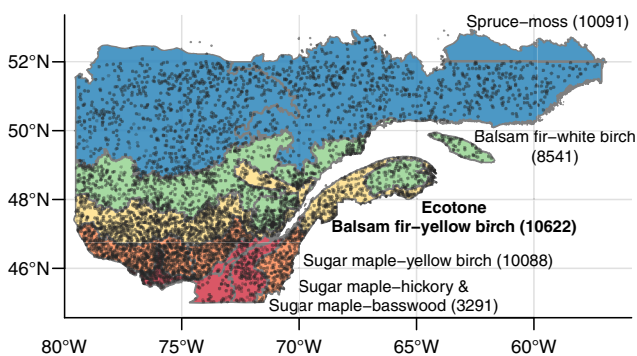 Spruce−moss (10091)
52°N
50°N
Balsam fir−white birch
(8541)
48°N
Ecotone
Balsam fir−yellow birch (10622)
Sugar maple−yellow birch (10088)
46°N
Sugar maple−hickory &
Sugar maple−basswood (3291)
80°W
75°W
70°W
65°W
60°W